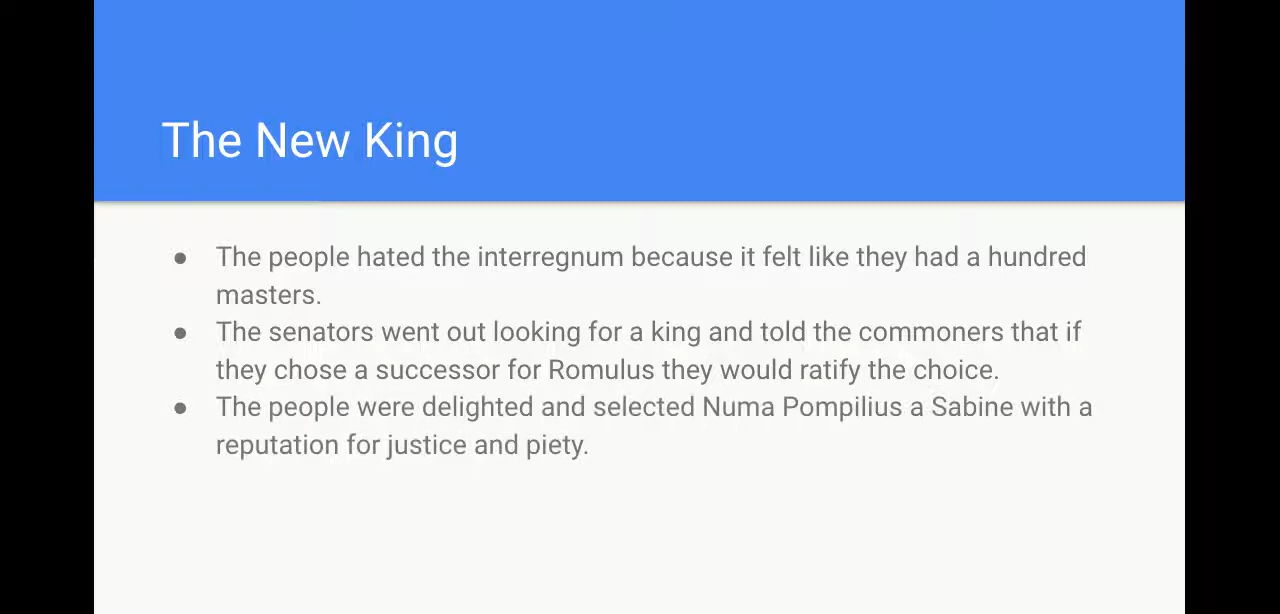 The New King
● The people hated the interregnum because it felt like they had a hundred
masters.
● The senators went out looking for a king and told the commoners that if
they chose a successor for Romulus they would ratify the choice.
● The people were delighted and selected Numa Pompilius a Sabine with a
reputation for justice and piety.